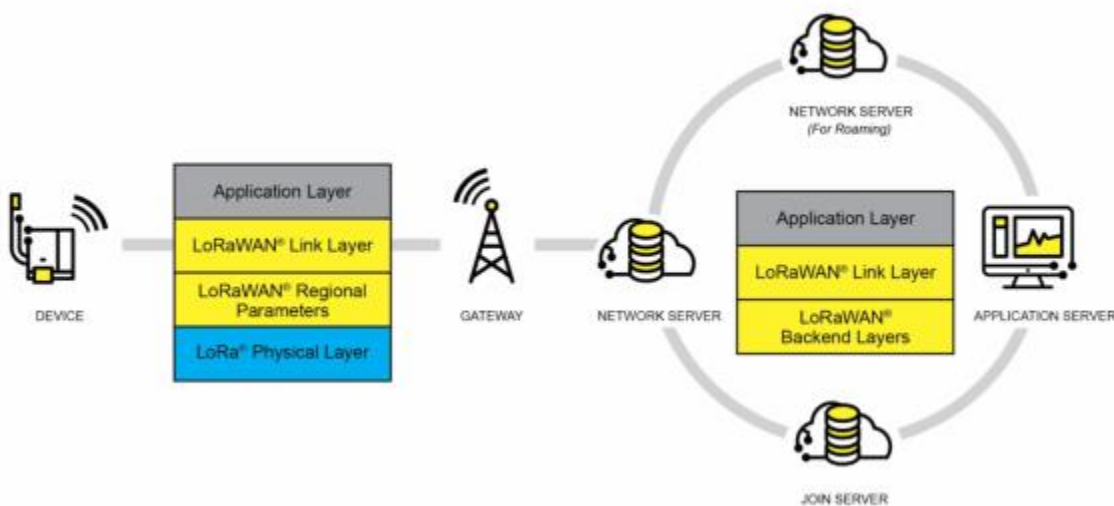 NETWORK SERVER
(For Roaming)
Application Layer
LoRaWAN® Link Layer
LoRaWAN® Regional
Parameters
LoRa® Physical Layer
DEVICE
GATEWAY
NETWORK SERVER
Application Layer
LoRaWAN® Link Layer
LoRaWAN®
Backend Layers
APPLICATION SERVER
JOIN SERVER